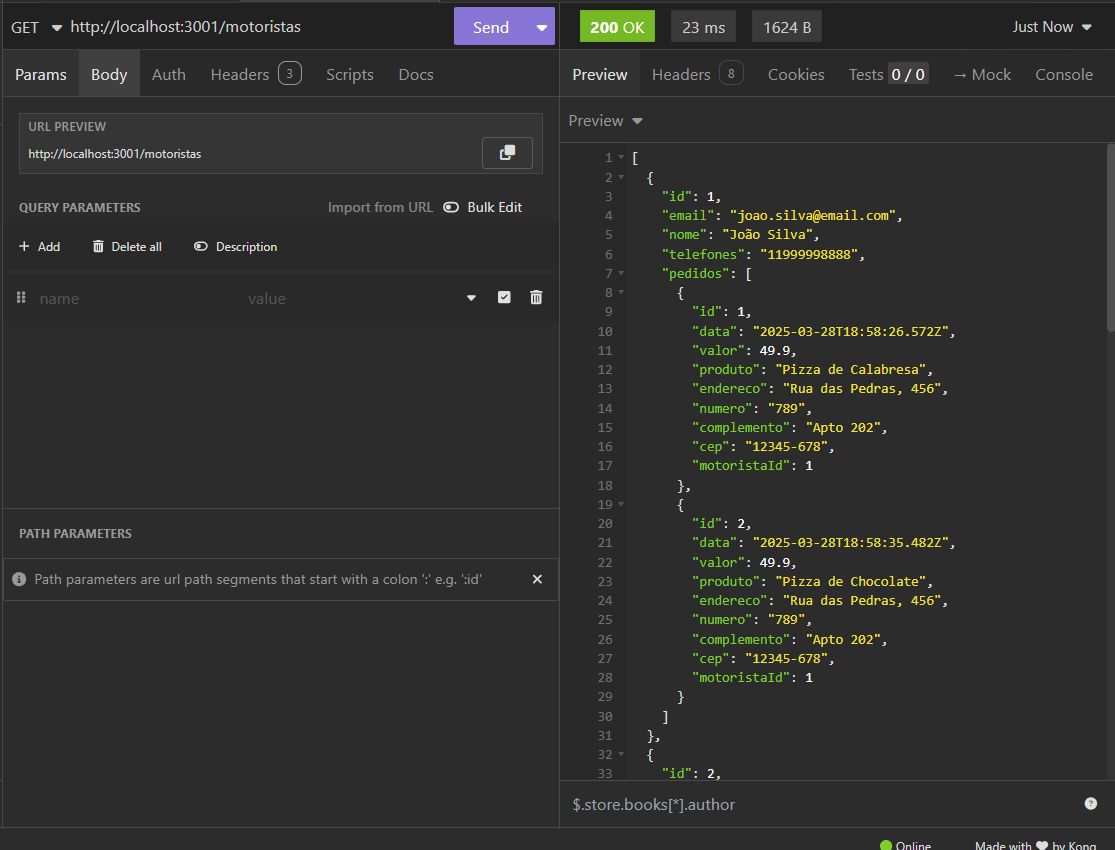 GET http://localhost:3001/motoristas Send
Params Body Auth Headers 3 Scripts Docs
URL PREVIEW
http://localhost:3001/motoristas
QUERY PARAMETERS Import from URL Bulk Edit
Add Delete all Description
name value
PATH PARAMETERS
Path parameters are url path segments that start with a colon ':' e.g. ':id'
200 OK 23 ms 1624 B Just Now
Preview Headers 8 Cookies Tests 0 / 0 → Mock Console
Preview
1 [
2 {
3 "id": 1,
4 "email": "joao.silva@email.com",
5 "nome": "João Silva",
6 "telefones": "11999998888",
7 "pedidos": [
8 {
9 "id": 1,
10 "data": "2025-03-28T18:58:26.572Z",
11 "valor": 49.9,
12 "produto": "Pizza de Calabresa",
13 "endereco": "Rua das Pedras, 456",
14 "numero": "789",
15 "complemento": "Apto 202",
16 "cep": "12345-678",
17 "motoristaId": 1
18 },
19 {
20 "id": 2,
21 "data": "2025-03-28T18:58:35.482Z",
22 "valor": 49.9,
23 "produto": "Pizza de Chocolate",
24 "endereco": "Rua das Pedras, 456",
25 "numero": "789",
26 "complemento": "Apto 202",
27 "cep": "12345-678",
28 "motoristaId": 1
29 }
30 ]
31 },
32 {
33 "id": 2,
$.store.books[*].author
Online Made with by Kong